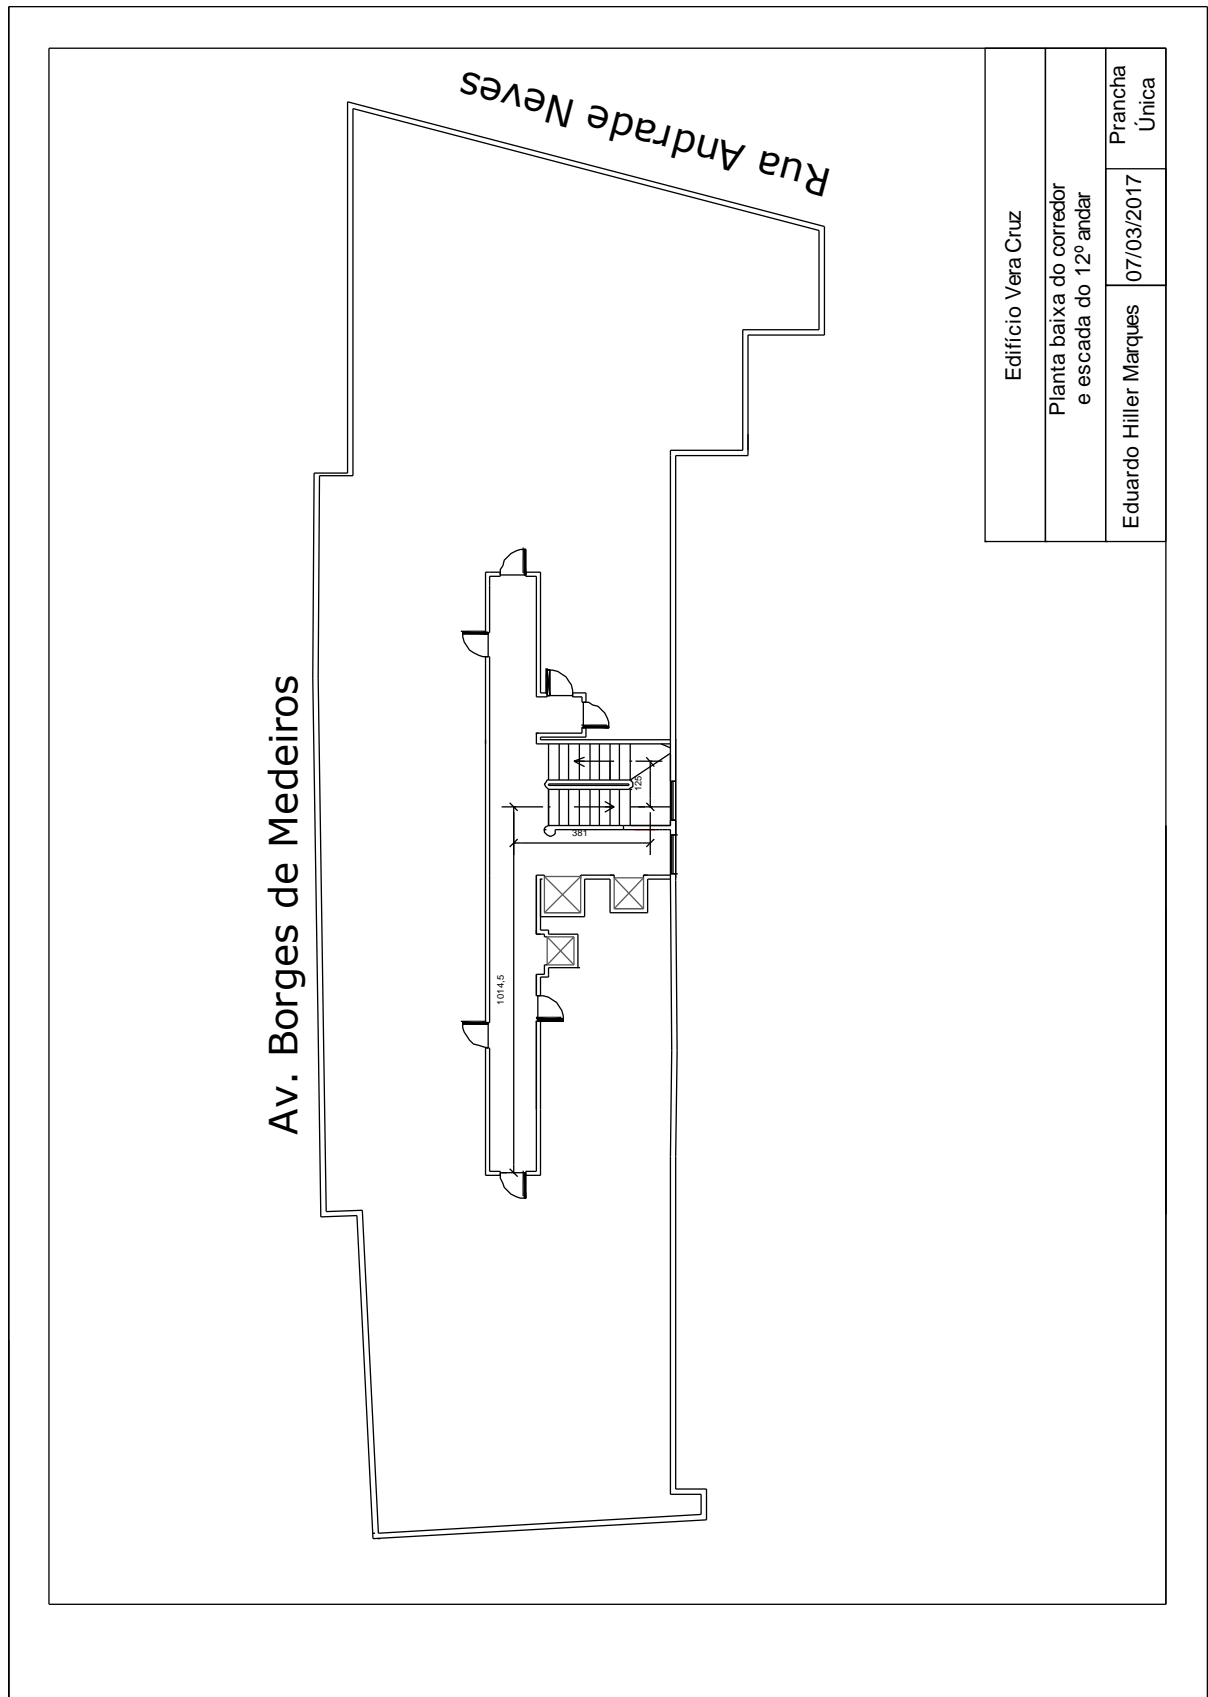 Rua Andrade Neves
Av. Borges de Medeiros
125
381
1014,5
Edifício Vera Cruz
Planta baixa do corredor
e escada do 12º andar
Eduardo Hiller Marques
07/03/2017
Prancha
Única